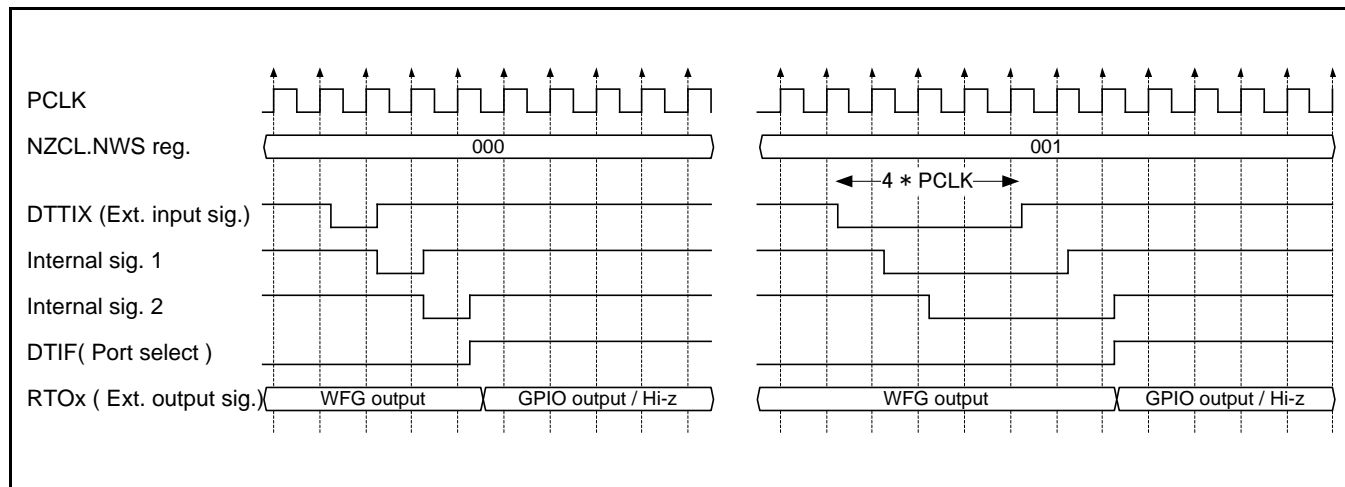 PCLK
NZCL.NWS reg.
000
001
4 * PCLK
DTTIX (Ext. input sig.)
Internal sig. 1
Internal sig. 2
DTIF( Port select )
RTOx ( Ext. output sig.)
WFG output
GPIO output / Hi-z
WFG output
GPIO output / Hi-z